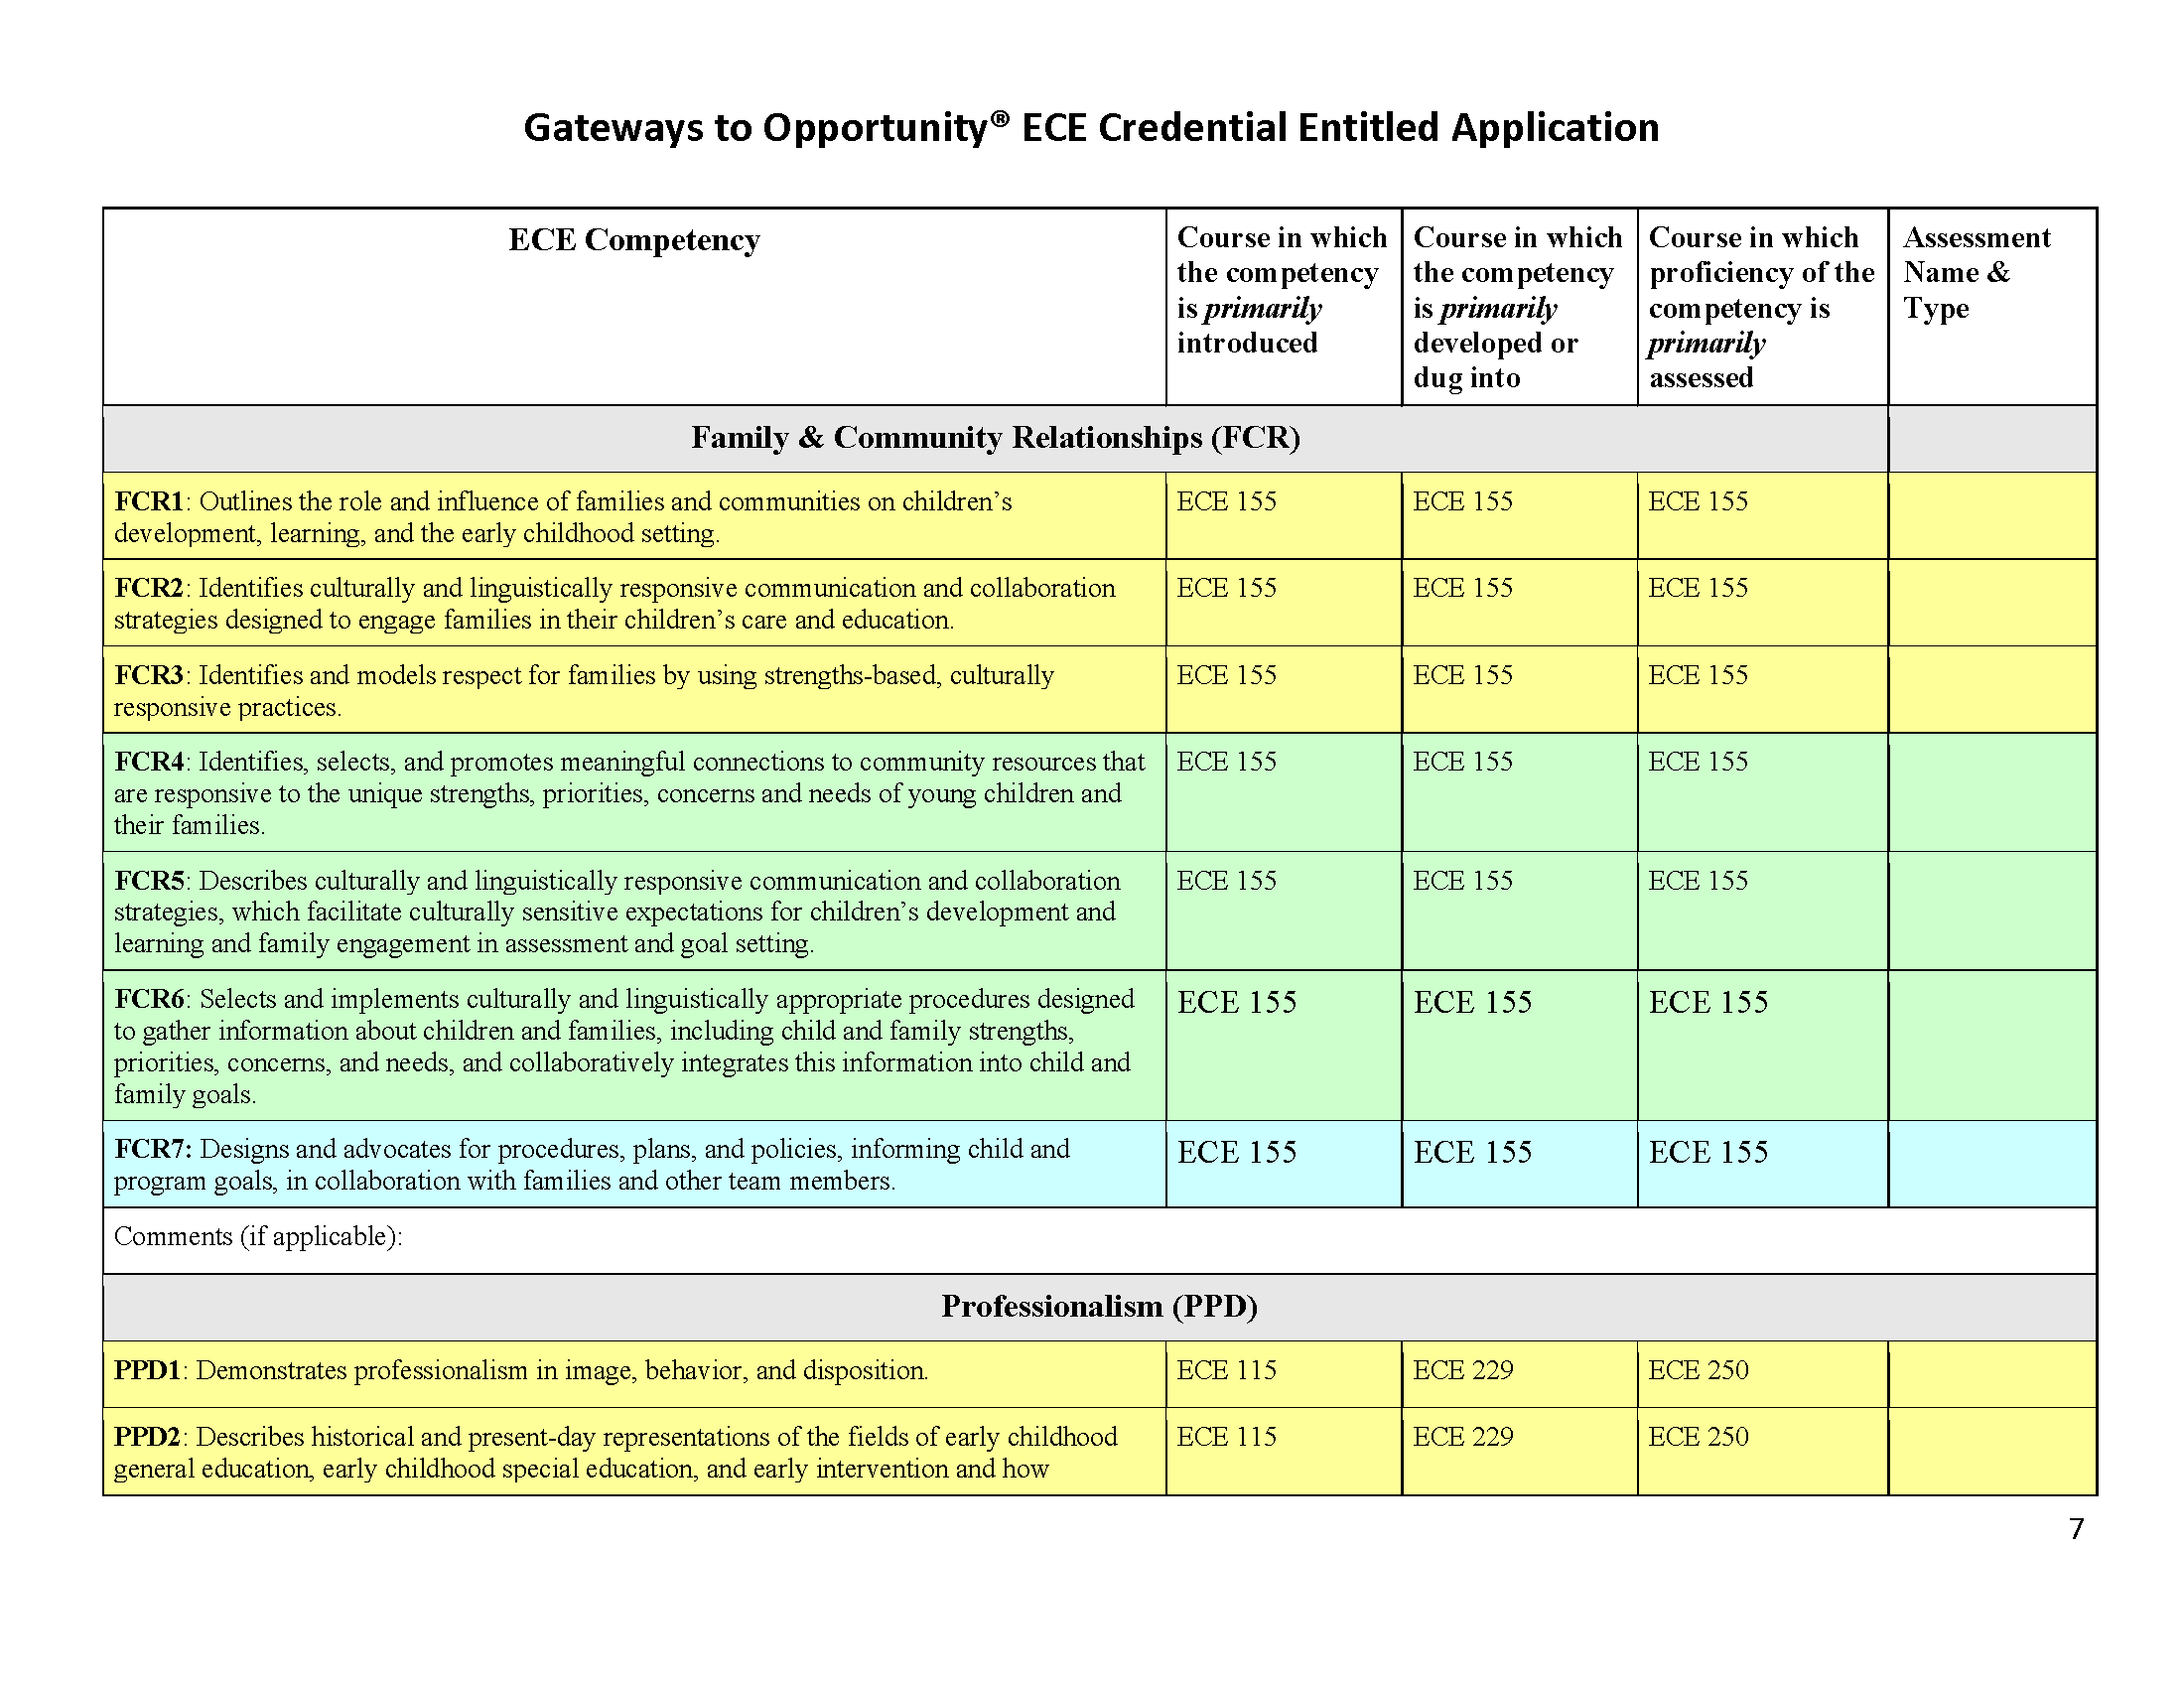 Gateways to Opportunity® ECE Credential Entitled Application
ECE Competency
Course in which
the competency
is primarily
introduced
Course in which
the competency
is primarily
developed or
dug into
Course in which
proficiency of the
competency is
primarily
assessed
Assessment
Name &
Type
Family & Community Relationships (FCR)
FCR1: Outlines the role and influence of families and communities on children’s
development, learning, and the early childhood setting.
ECE 155
ECE 155
ECE 155
FCR2: Identifies culturally and linguistically responsive communication and collaboration
strategies designed to engage families in their children’s care and education.
ECE 155
ECE 155
ECE 155
FCR3: Identifies and models respect for families by using strengths-based, culturally
responsive practices.
ECE 155
ECE 155
ECE 155
FCR4: Identifies, selects, and promotes meaningful connections to community resources that
are responsive to the unique strengths, priorities, concerns and needs of young children and
their families.
ECE 155
ECE 155
ECE 155
FCR5: Describes culturally and linguistically responsive communication and collaboration
strategies, which facilitate culturally sensitive expectations for children’s development and
learning and family engagement in assessment and goal setting.
ECE 155
ECE 155
ECE 155
FCR6: Selects and implements culturally and linguistically appropriate procedures designed
to gather information about children and families, including child and family strengths,
priorities, concerns, and needs, and collaboratively integrates this information into child and
family goals.
ECE 155
ECE 155
ECE 155
FCR7: Designs and advocates for procedures, plans, and policies, informing child and
program goals, in collaboration with families and other team members.
ECE 155
ECE 155
ECE 155
Comments (if applicable):
Professionalism (PPD)
PPD1: Demonstrates professionalism in image, behavior, and disposition.
ECE 115
ECE 229
ECE 250
PPD2: Describes historical and present-day representations of the fields of early childhood
general education, early childhood special education, and early intervention and how
ECE 115
ECE 229
ECE 250
7